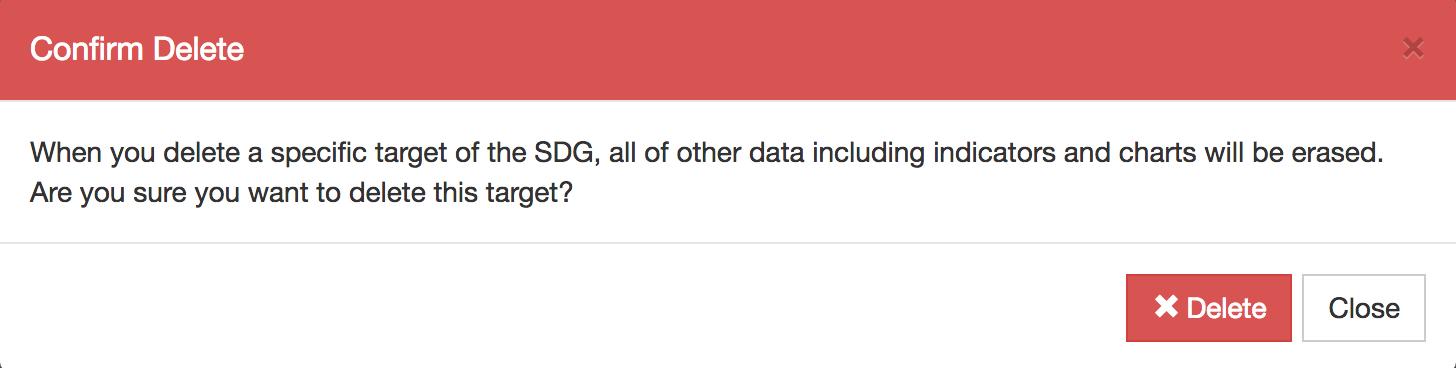 Confirm Delete
When you delete a specific target of the SDG, all of other data including indicators and charts will be erased.
Are you sure you want to delete this target?
Delete
Close